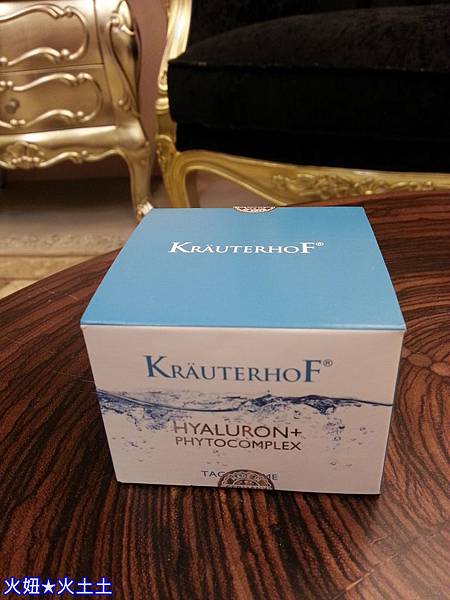 KRÄUTERHOF®
KRÄUTERHOF®
HYALURON+
PHYTOCOMPLEX
火妞★火土土